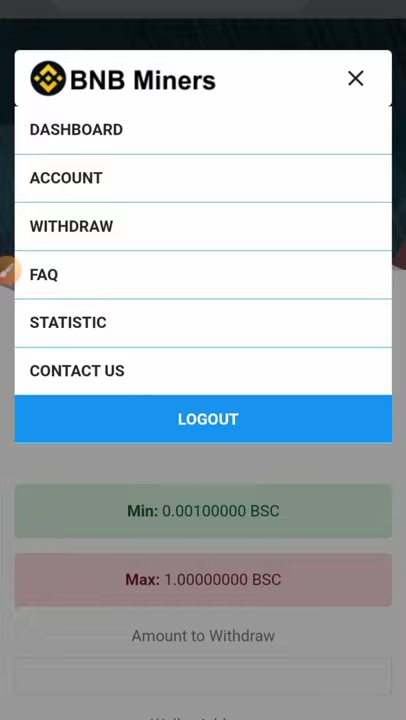 BNB Miners
DASHBOARD
ACCOUNT
WITHDRAW
FAQ
STATISTIC
CONTACT US
LOGOUT
Min: 0.00100000 BSC
Max: 1.00000000 BSC
Amount to Withdraw